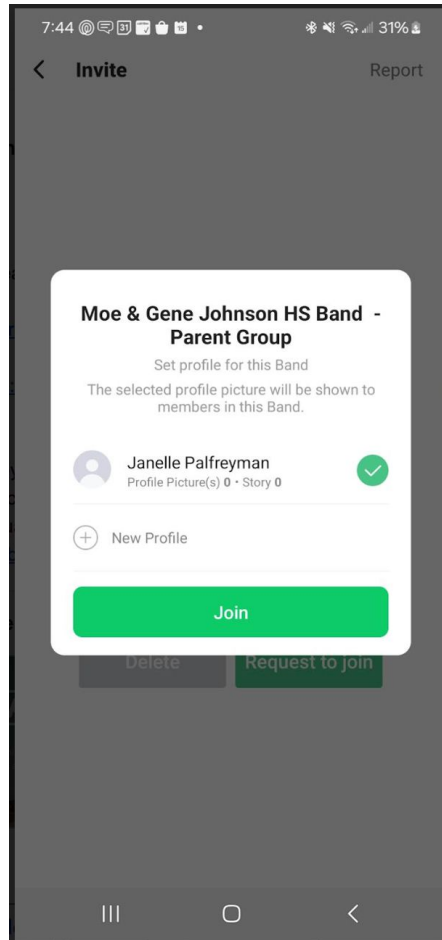 7:44
31%
Invite
Report
Moe & Gene Johnson HS Band -
Parent Group
Set profile for this Band
The selected profile picture will be shown to
members in this Band.
Janelle Palfreyman
Profile Picture(s) 0 · Story 0
New Profile
Join
Delete
Request to join